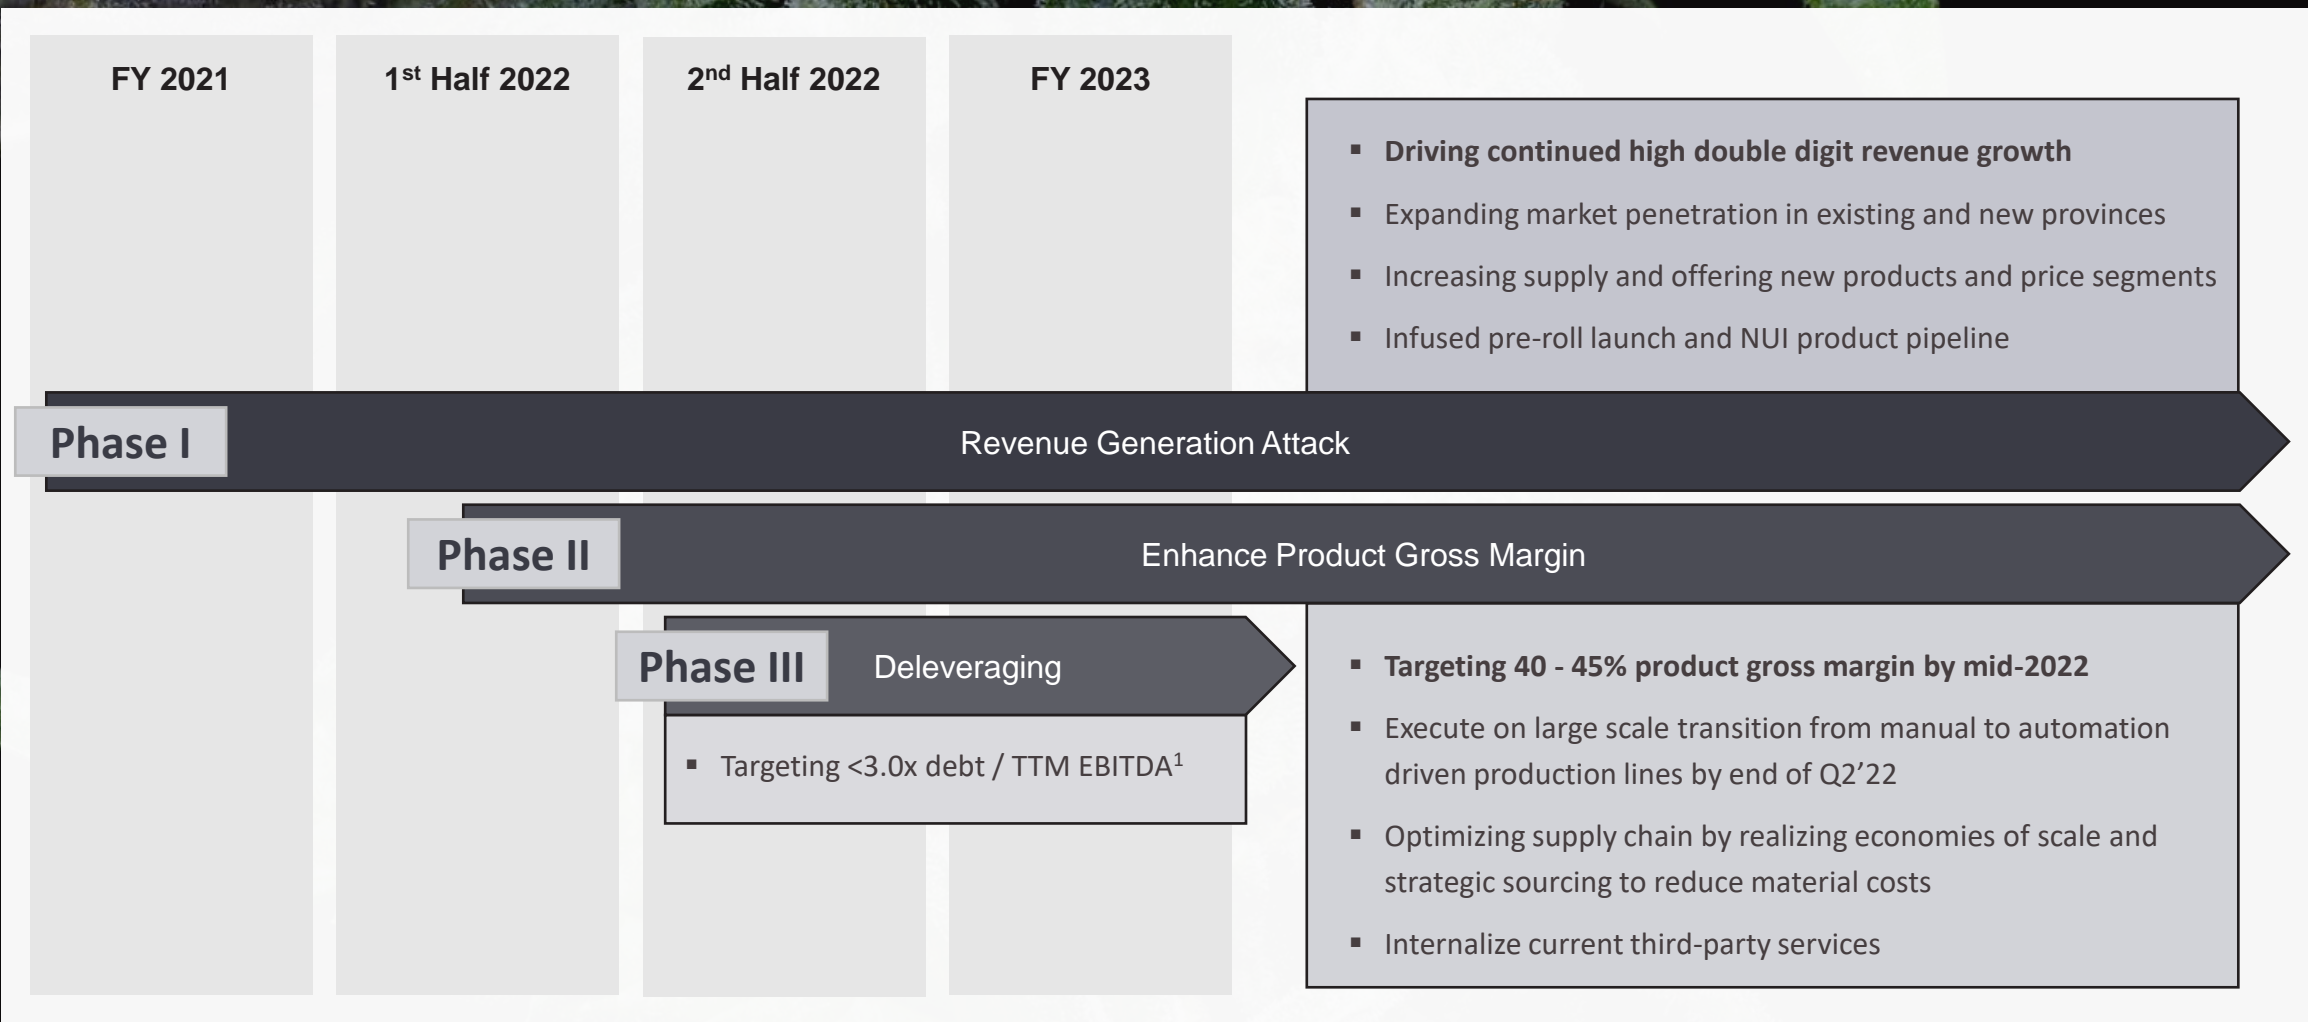 FY 2021
1st Half 2022
2nd Half 2022
FY 2023
▪ Driving continued high double digit revenue growth
▪ Expanding market penetration in existing and new provinces
▪ Increasing supply and offering new products and price segments
▪ Infused pre-roll launch and NUI product pipeline
Phase I
Revenue Generation Attack
Phase II
Enhance Product Gross Margin
Phase III
Deleveraging
▪ Targeting <3.0x debt / TTM EBITDA1
▪ Targeting 40 - 45% product gross margin by mid-2022
▪ Execute on large scale transition from manual to automation
driven production lines by end of Q2’22
▪ Optimizing supply chain by realizing economies of scale and
strategic sourcing to reduce material costs
▪ Internalize current third-party services